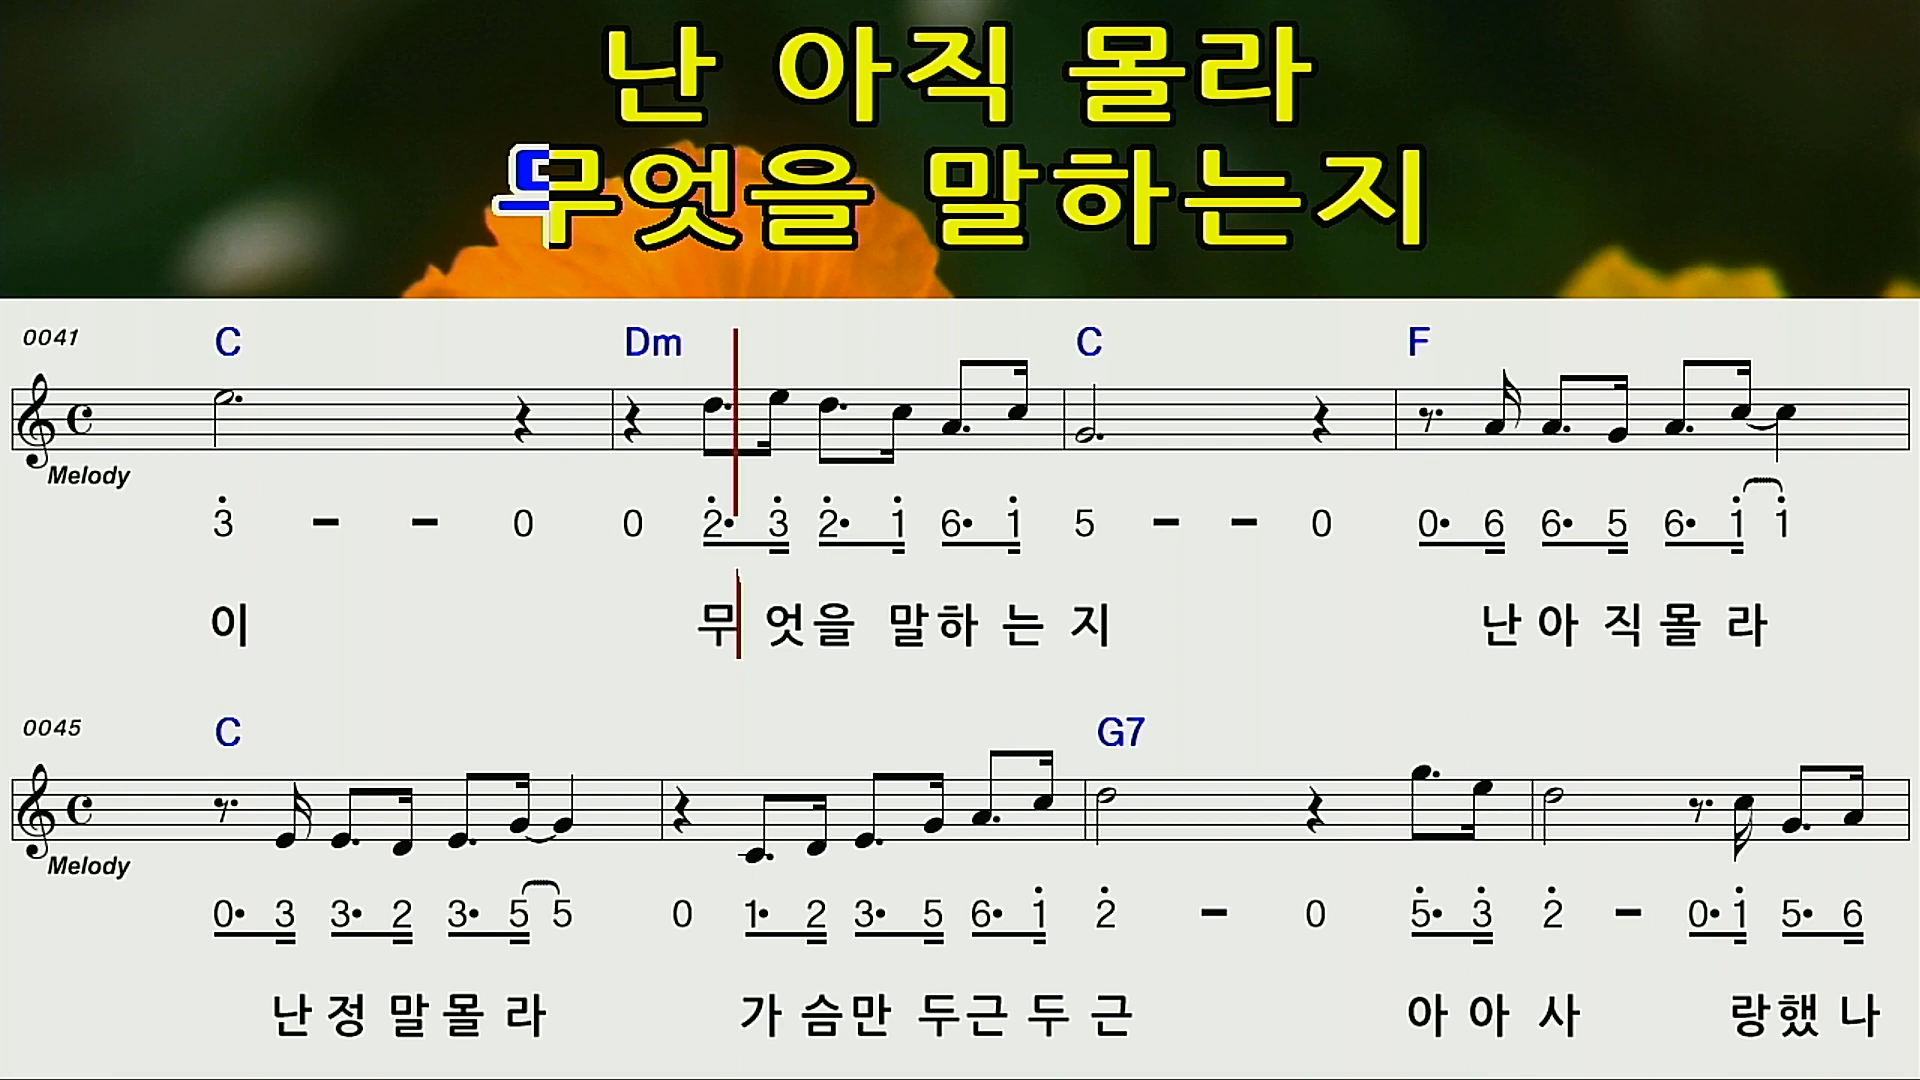 난 아직 몰라
무엇을 말하는지
0041 C Dm C F
Melody
3 - - 0 0 2· 3 2· 1 6· 1 5 - - 0 0· 6 6· 5 6· 1 1
이 무 엇을 말하 는 지 난 아 직 몰 라
0045 C G7
Melody
0· 3 3· 2 3· 5 5 0 1· 2 3· 5 6· 1 2 - 0 5· 3 2 - 0· 1 5· 6
난 정 말 몰 라 가 슴만 두근 두 근 아 아 사 랑했 나